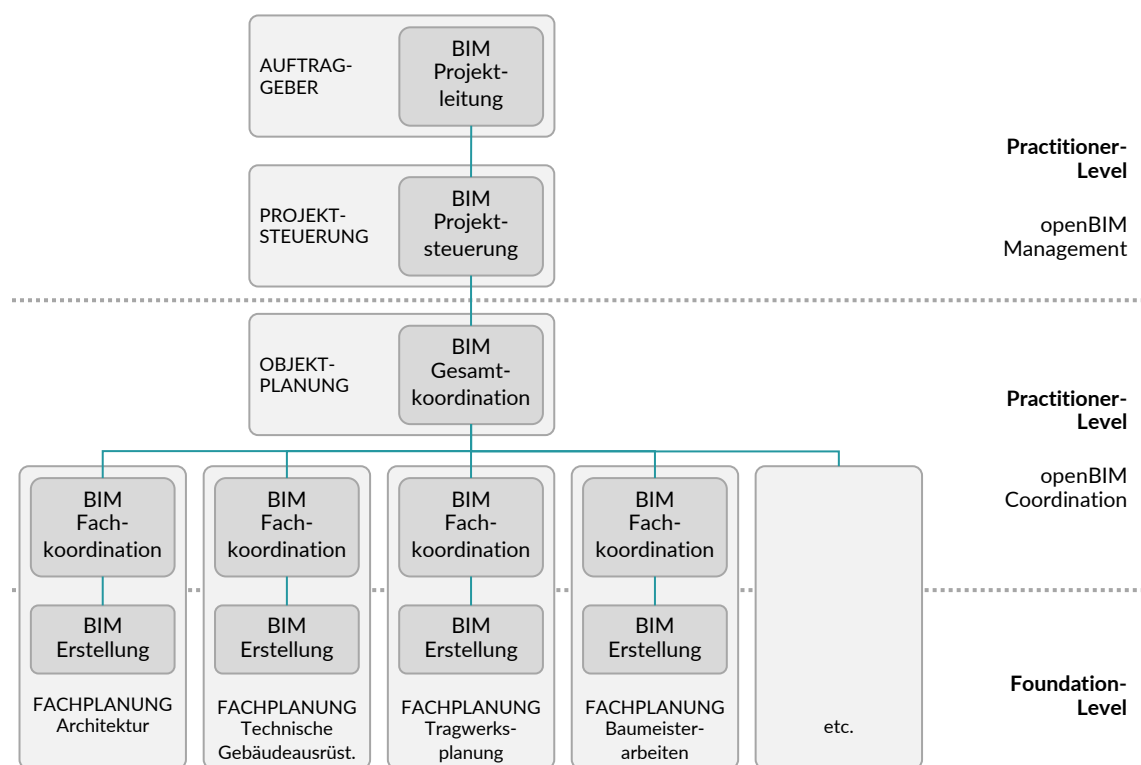 AUFTRAG-
GEBER
BIM
Projekt-
leitung
Practitioner-
Level
openBIM
Management
PROJEKT-
STEUERUNG
BIM
Projekt-
steuerung
OBJEKT-
PLANUNG
BIM
Gesamt-
koordination
Practitioner-
Level
openBIM
Coordination
BIM
Fach-
koordination
BIM
Fach-
koordination
BIM
Fach-
koordination
BIM
Fach-
koordination
BIM
Erstellung
BIM
Erstellung
BIM
Erstellung
BIM
Erstellung
Foundation-
Level
FACHPLANUNG
Architektur
FACHPLANUNG
Technische
Gebäudeausrüst.
FACHPLANUNG
Tragwerks-
planung
FACHPLANUNG
Baumeister-
arbeiten
etc.